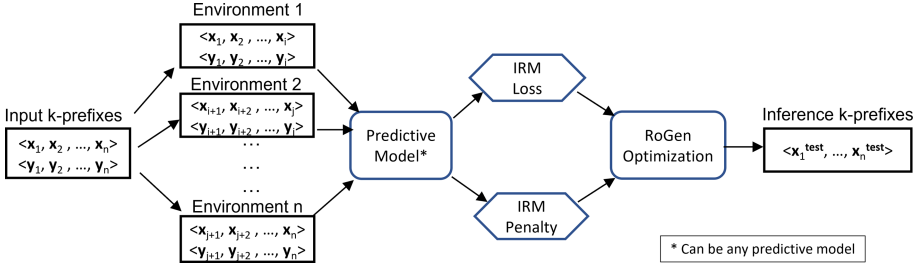 Input k-prefixes
<x1, x2 , ..., xn>
<y1, y2 , ..., yn>
Environment 1
<x1, x2 , ..., xi>
<y1, y2 , ..., yi>
Environment 2
<xi+1, xi+2 , ..., xj>
<yi+1, yi+2 , ..., yj>
...
...
Environment n
<xj+1, xj+2 , ..., xn>
<yj+1, yj+2 , ..., yn>
Predictive
Model*
IRM
Loss
IRM
Penalty
RoGen
Optimization
Inference k-prefixes
<x1test, ..., xntest>
* Can be any predictive model